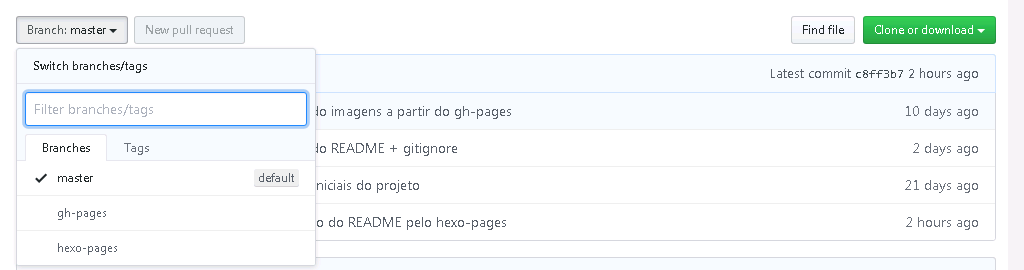 Branch: master
New pull request
Find file
Clone or download
Switch branches/tags
Latest commit c8ff3b7 2 hours ago
Filter branches/tags
do imagens a partir do gh-pages
10 days ago
do README + gitignore
2 days ago
Branches
Tags
master
default
niciais do projeto
21 days ago
gh-pages
o do README pelo hexo-pages
2 hours ago
hexo-pages